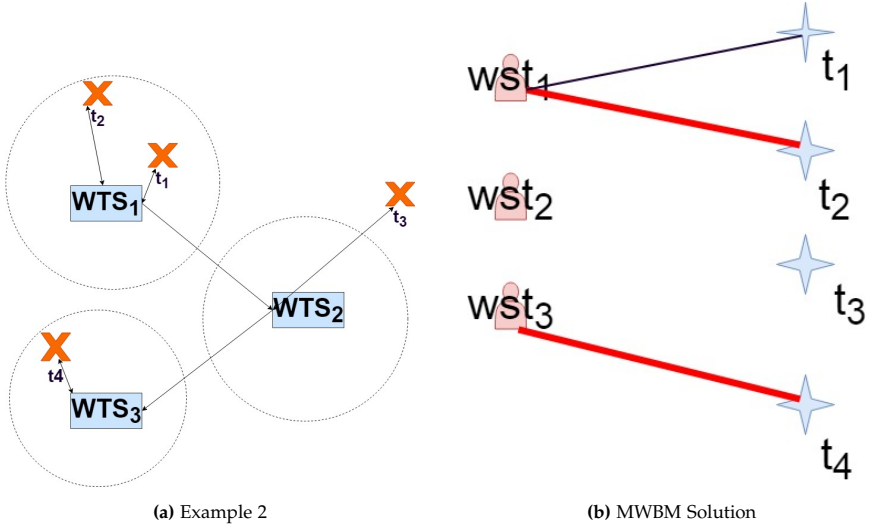 t₂
t₁
WTS₁
t₃
WTS₂
t4
WTS₃
(a) Example 2
wst₁
t₁
t₂
wst₂
t₃
wst₃
t₄
(b) MWBM Solution